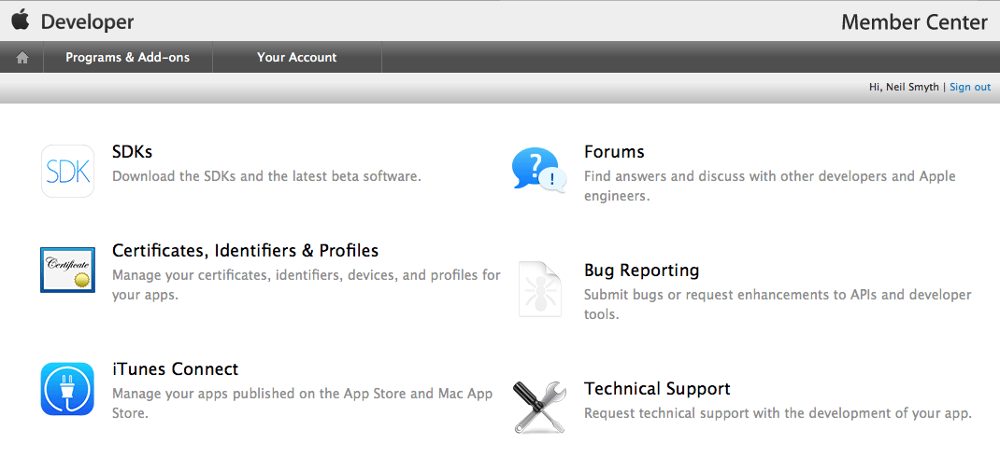 Developer
Member Center
Programs & Add-ons
Your Account
Hi, Neil Smyth | Sign out
SDK
SDKs
Download the SDKs and the latest beta software.
Certificate
Certificates, Identifiers & Profiles
Manage your certificates, identifiers, devices, and profiles for
your apps.
iTunes Connect
Manage your apps published on the App Store and Mac App
Store.
?
!
Forums
Find answers and discuss with other developers and Apple
engineers.
Bug Reporting
Submit bugs or request enhancements to APIs and developer
tools.
Technical Support
Request technical support with the development of your app.